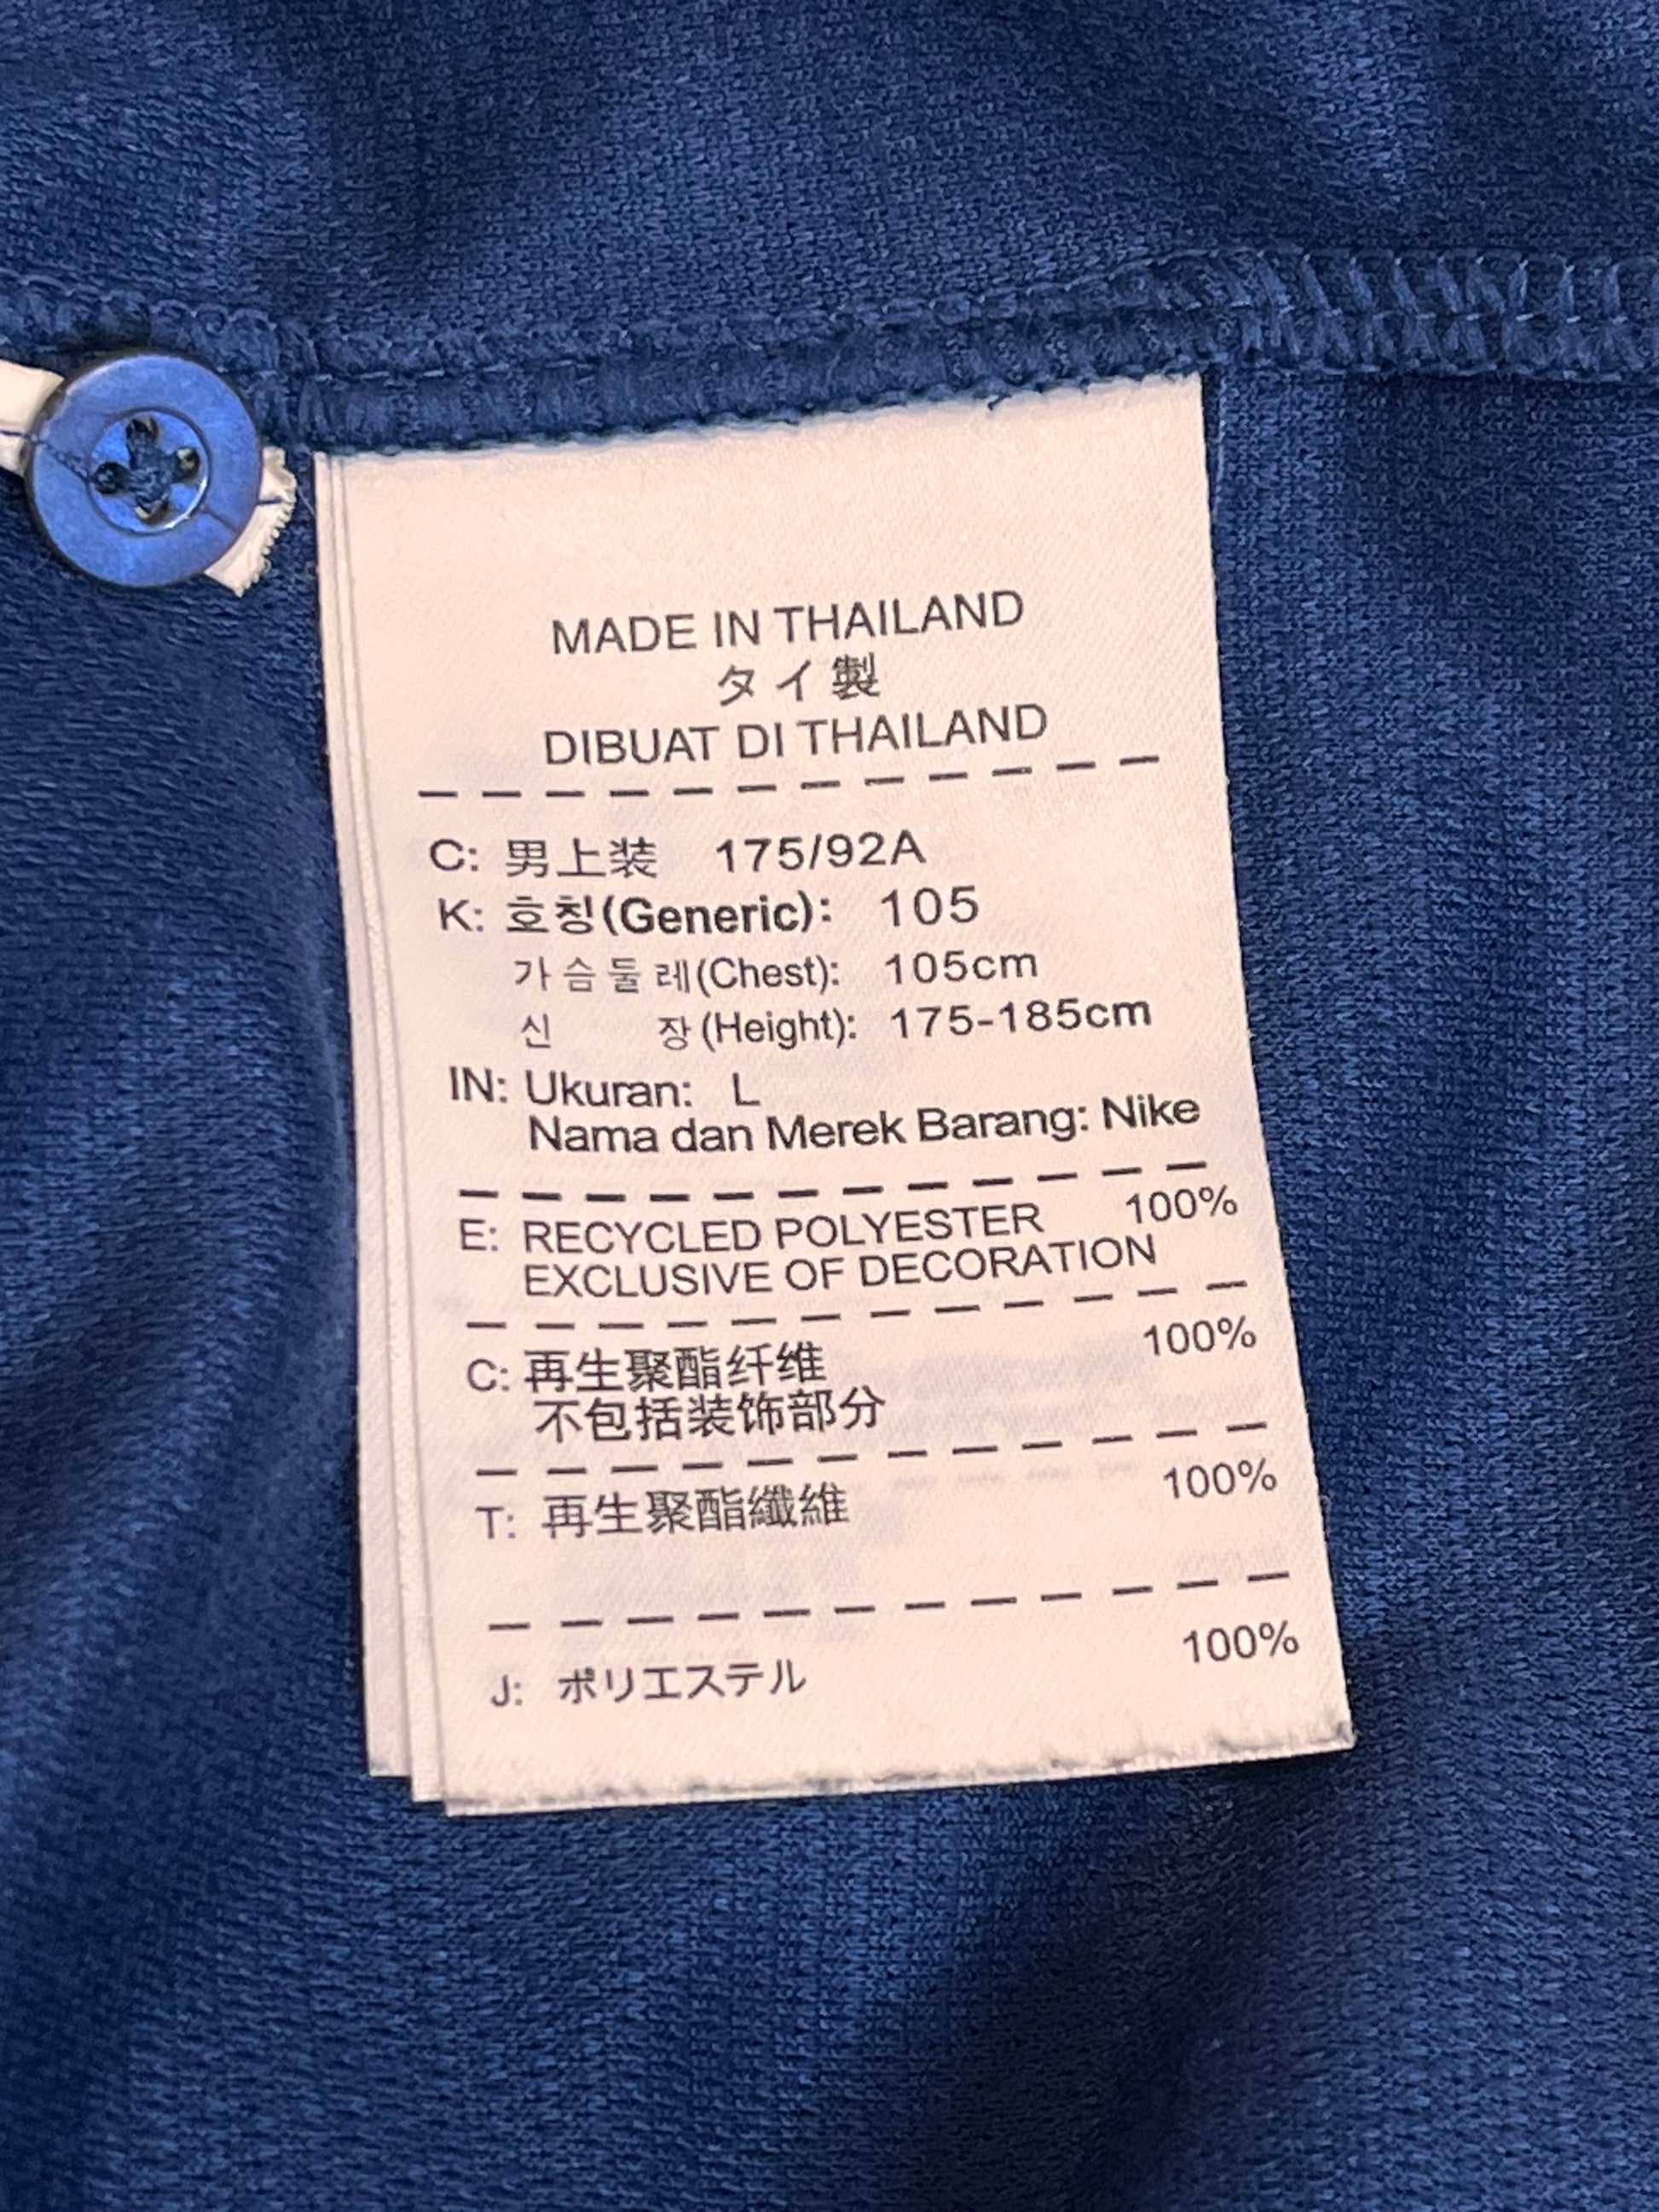 MADE IN THAILAND
タイ製
DIBUAT DI THAILAND
C: 男上装 175/92A
K: 호칭(Generic): 105
가슴둘레(Chest): 105cm
신 장(Height): 175-185cm
IN: Ukuran: L
Nama dan Merek Barang: Nike
E: RECYCLED POLYESTER 100%
EXCLUSIVE OF DECORATION
C: 再生聚酯纤维 100%
不包括装饰部分
T: 再生聚酯纖維 100%
J: ポリエステル 100%